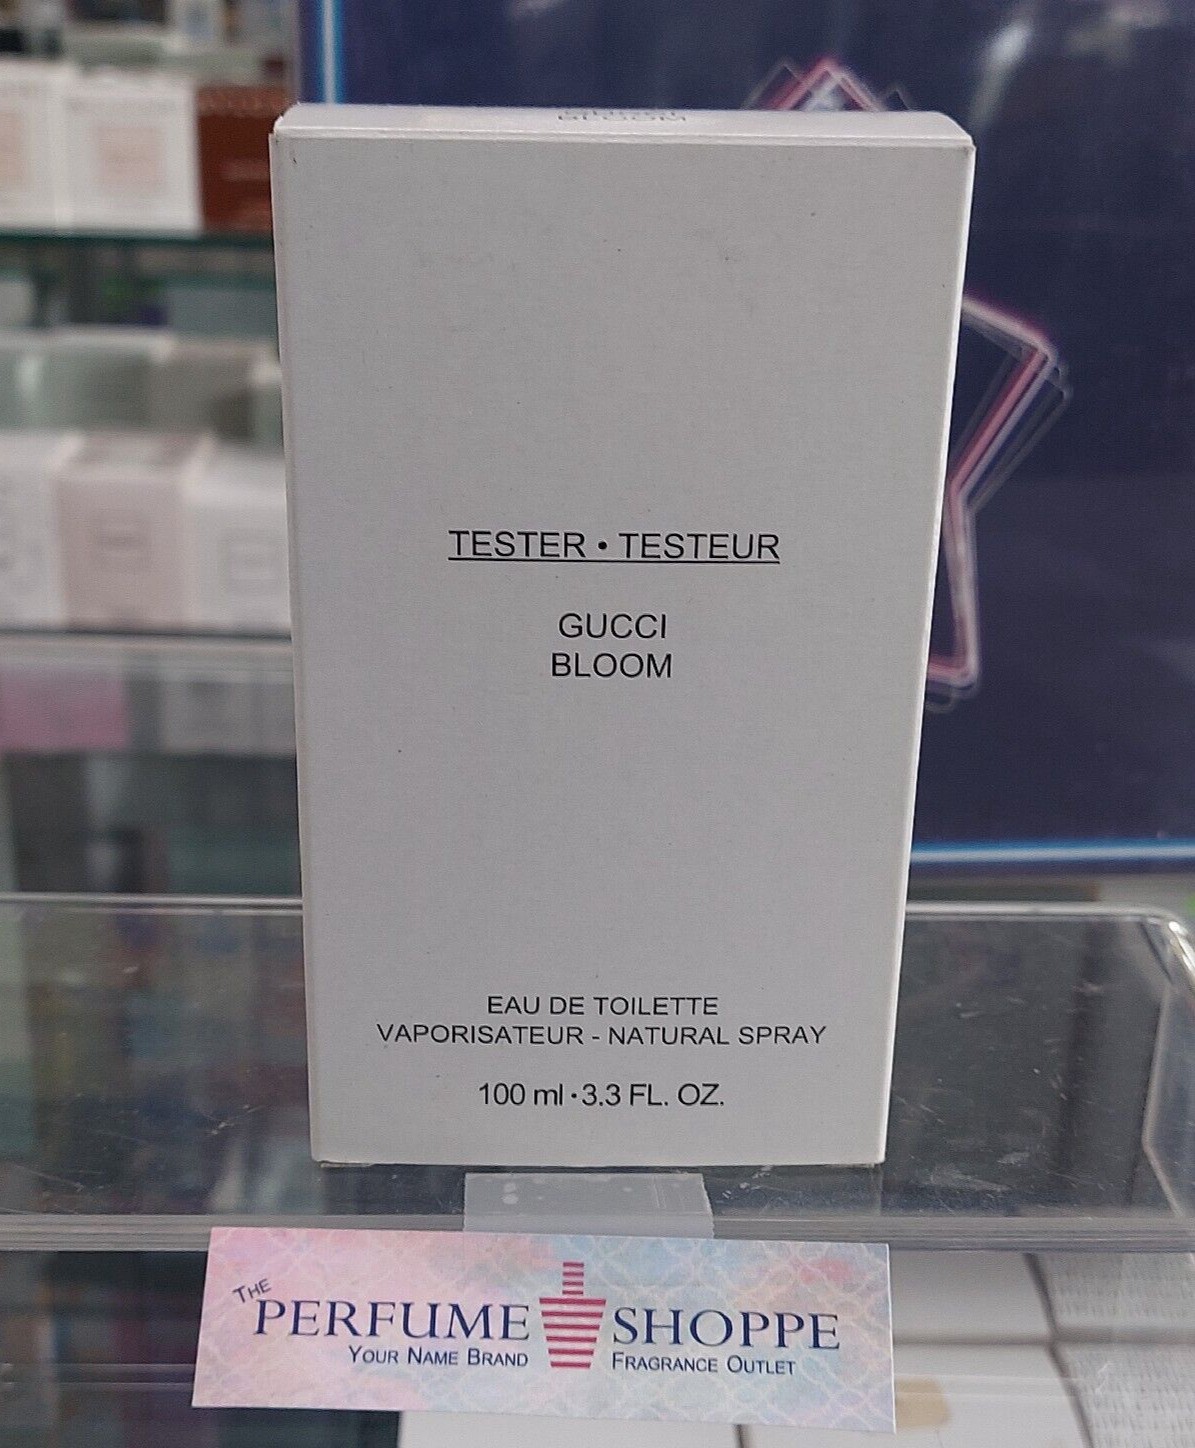 BLOOM
TESTER • TESTEUR
GUCCI
BLOOM
EAU DE TOILETTE
VAPORISATEUR - NATURAL SPRAY
100 ml • 3.3 FL. OZ.
THE
PERFUME SHOPPE
YOUR NAME BRAND FRAGRANCE OUTLET